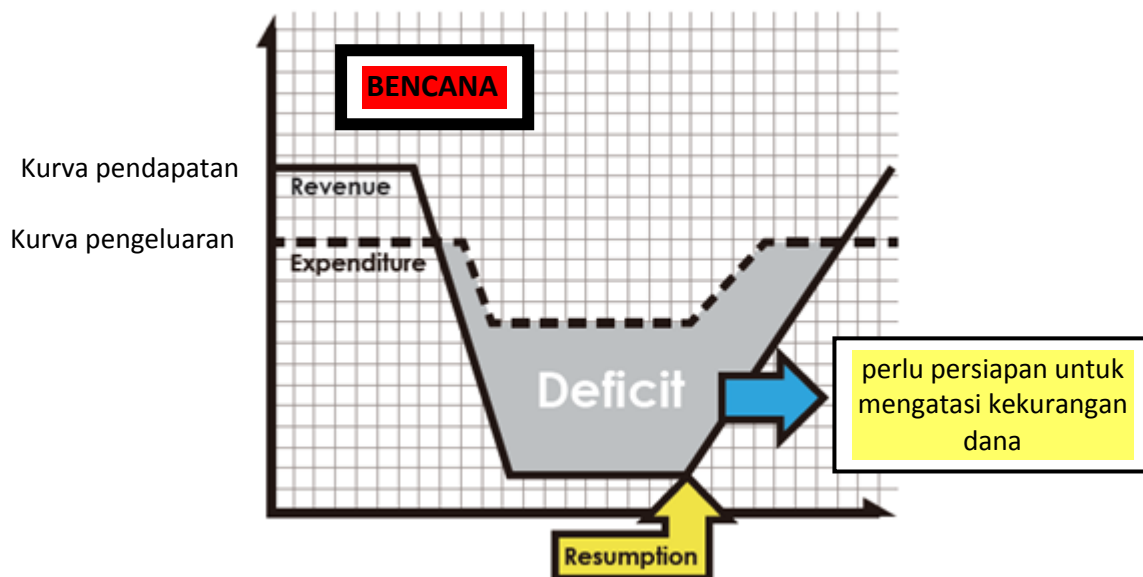 BENCANA
Kurva pendapatan
Revenue
Kurva pengeluaran
Expenditure
Deficit
perlu persiapan untuk
mengatasi kekurangan
dana
Resumption